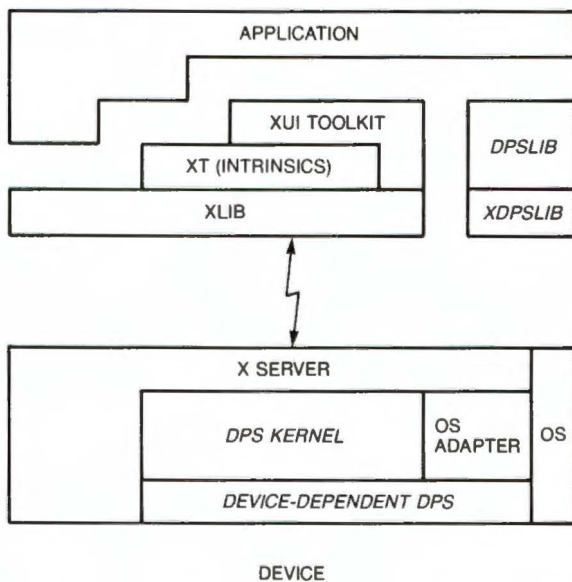 APPLICATION
XUI TOOLKIT
XT (INTRINSICS)
XLIB
DPSLIB
XDPSLIB
X SERVER
DPS KERNEL
OS
ADAPTER
OS
DEVICE-DEPENDENT DPS
DEVICE